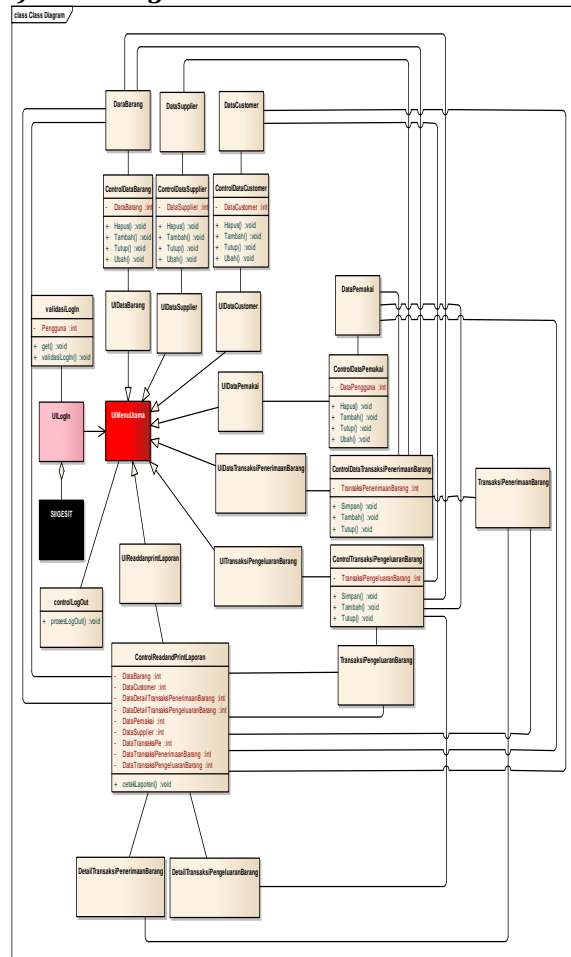 class Class Diagram
DaraBarang
DataSupplier
DataCustomer
ControlDataBarang
- DaraBarang :int
+ Hapus() :void
+ Tambah() :void
+ Tutup() :void
+ Ubah() :void
ControlDataSupplier
- DataSupplier :int
+ Hapus() :void
+ Tambah() :void
+ Tutup() :void
+ Ubah() :void
ControlDataCustomer
- DataCustomer :int
+ Hapus() :void
+ Tambah() :void
+ Tutup() :void
+ Ubah() :void
DataPemakai
validasiLogIn
- Pengguna :int
+ get() :void
+ validasiLogIn() :void
UIDataBarang
UIDataSupplier
UIDataCustomer
ControlDataPemakai
- DataPengguna :int
+ Hapus() :void
+ Tambah() :void
+ Tutup() :void
+ Ubah() :void
UIDataPemakai
UILogIn
UIMenuUtama
UIDataTransaksiPenerimaanBarang
ControlDataTransaksiPenerimaanBarang
- TransaksiPenerimaanBarang :int
+ Simpan() :void
+ Tambah() :void
+ Tutup() :void
TransaksiPenerimaanBarang
SIIGESIT
UIReaddanprintLaporan
UITransaksiPengeluaranBarang
ControlTransaksiPengeluaranBarang
- TransaksiPengeluaranBarang :int
+ Simpan() :void
+ Tambah() :void
+ Tutup() :void
controlLogOut
+ prosesLogOut() :void
ControlReadandPrintLaporan
- DataBarang :int
- DataCustomer :int
- DataDetailTransaksiPenerimaanBarang :int
- DataDetailTransaksiPengeluaranBarang :int
- DataPemakai :int
- DataSupplier :int
- DataTransaksiPe :int
- DataTransaksiPenerimaanBarang :int
- DataTransaksiPengeluaranBarang :int
+ cetakLaporan() :void
TransaksiPengeluaranBarang
DetailTransaksiPenerimaanBarang
DetailTransaksiPengeluaranBarang